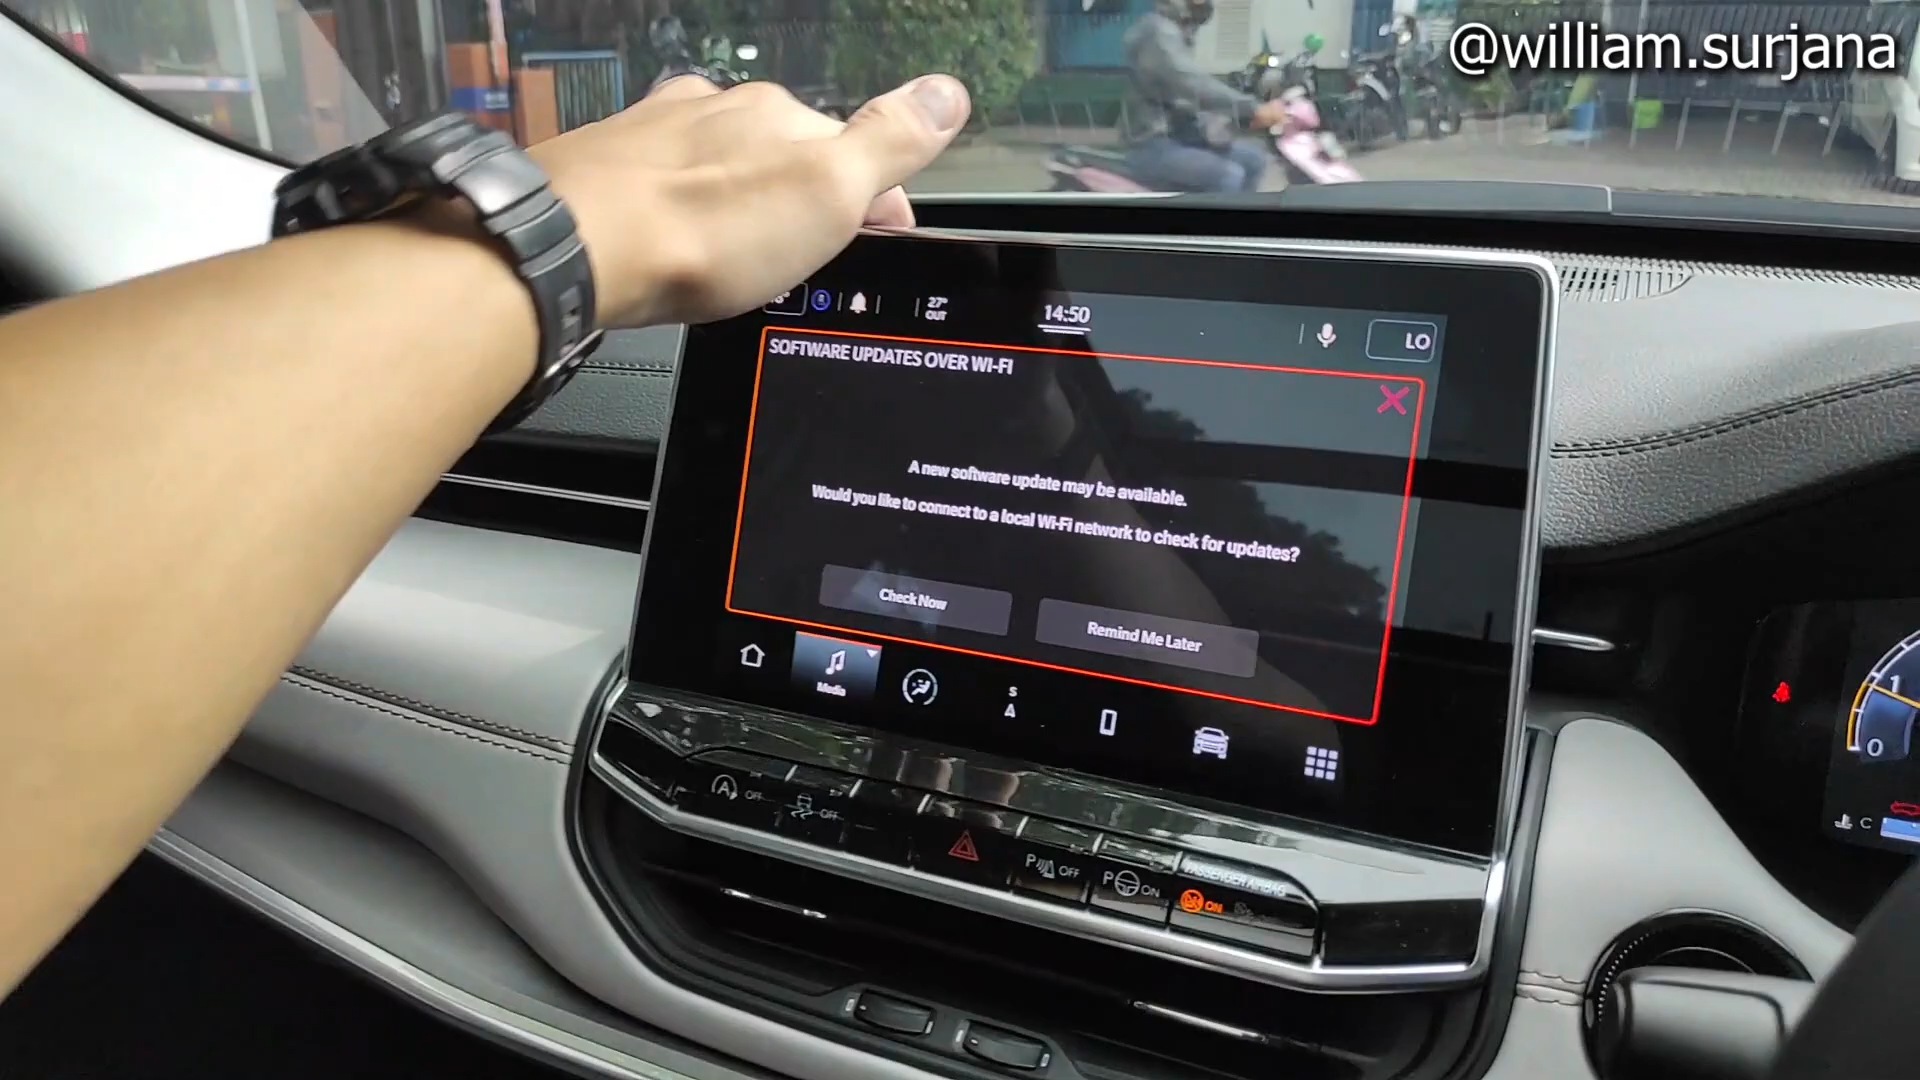 @william.surjana
27°
OUT
14:50
LO
SOFTWARE UPDATES OVER WI-FI
A new software update may be available.
Would you like to connect to a local Wi-Fi network to check for updates?
Check Now
Remind Me Later
Media
S
A
A OFF
OFF
P OFF
P ON
PASSENGER AIRBAG
ON
1
0
C